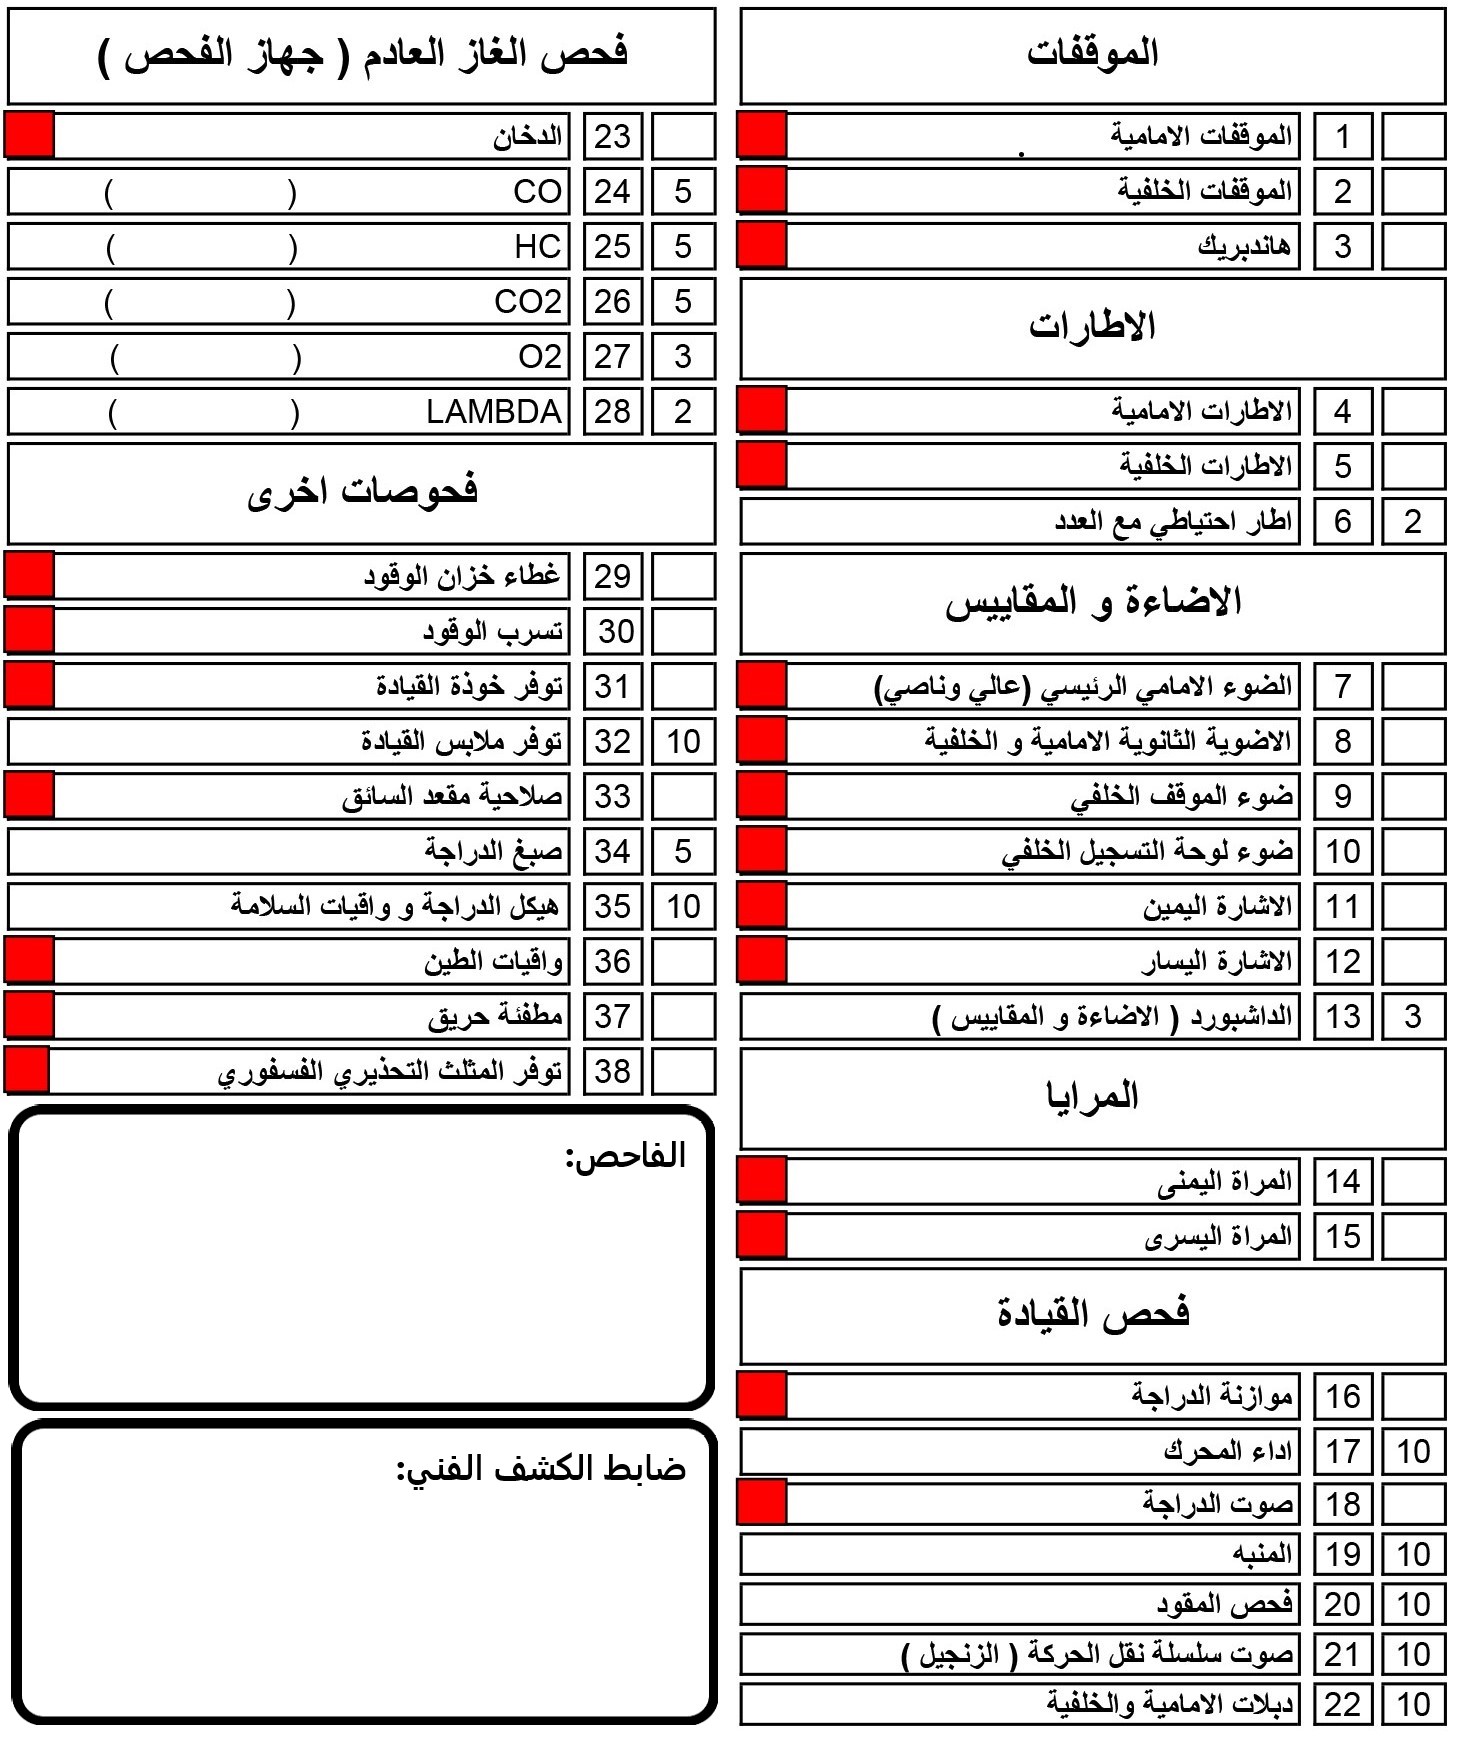 الموقفات
1 الموقفات الامامية .
2 الموقفات الخلفية
3 هاندبريك
الاطارات
4 الاطارات الامامية
5 الاطارات الخلفية
2 6 اطار احتياطي مع العدد
الاضاءة و المقاييس
7 الضوء الامامي الرئيسي (عالي وناصي)
8 الاضوية الثانوية الامامية و الخلفية
9 ضوء الموقف الخلفي
10 ضوء لوحة التسجيل الخلفي
11 الاشارة اليمين
12 الاشارة اليسار
3 13 الداشبورد ( الاضاءة و المقاييس )
المرايا
14 المراة اليمنى
15 المراة اليسرى
فحص القيادة
16 موازنة الدراجة
10 17 اداء المحرك
18 صوت الدراجة
10 19 المنبه
10 20 فحص المقود
10 21 صوت سلسلة نقل الحركة ( الزنجيل )
10 22 دبلات الامامية والخلفية
فحص الغاز العادم ( جهاز الفحص )
23 الدخان
5 24 CO ( )
5 25 HC ( )
5 26 CO2 ( )
3 27 O2 ( )
2 28 LAMBDA ( )
فحوصات اخرى
29 غطاء خزان الوقود
30 تسرب الوقود
31 توفر خوذة القيادة
10 32 توفر ملابس القيادة
33 صلاحية مقعد السائق
5 34 صبغ الدراجة
10 35 هيكل الدراجة و واقيات السلامة
36 واقيات الطين
37 مطفئة حريق
38 توفر المثلث التحذيري الفسفوري
الفاحص:
ضابط الكشف الفني: